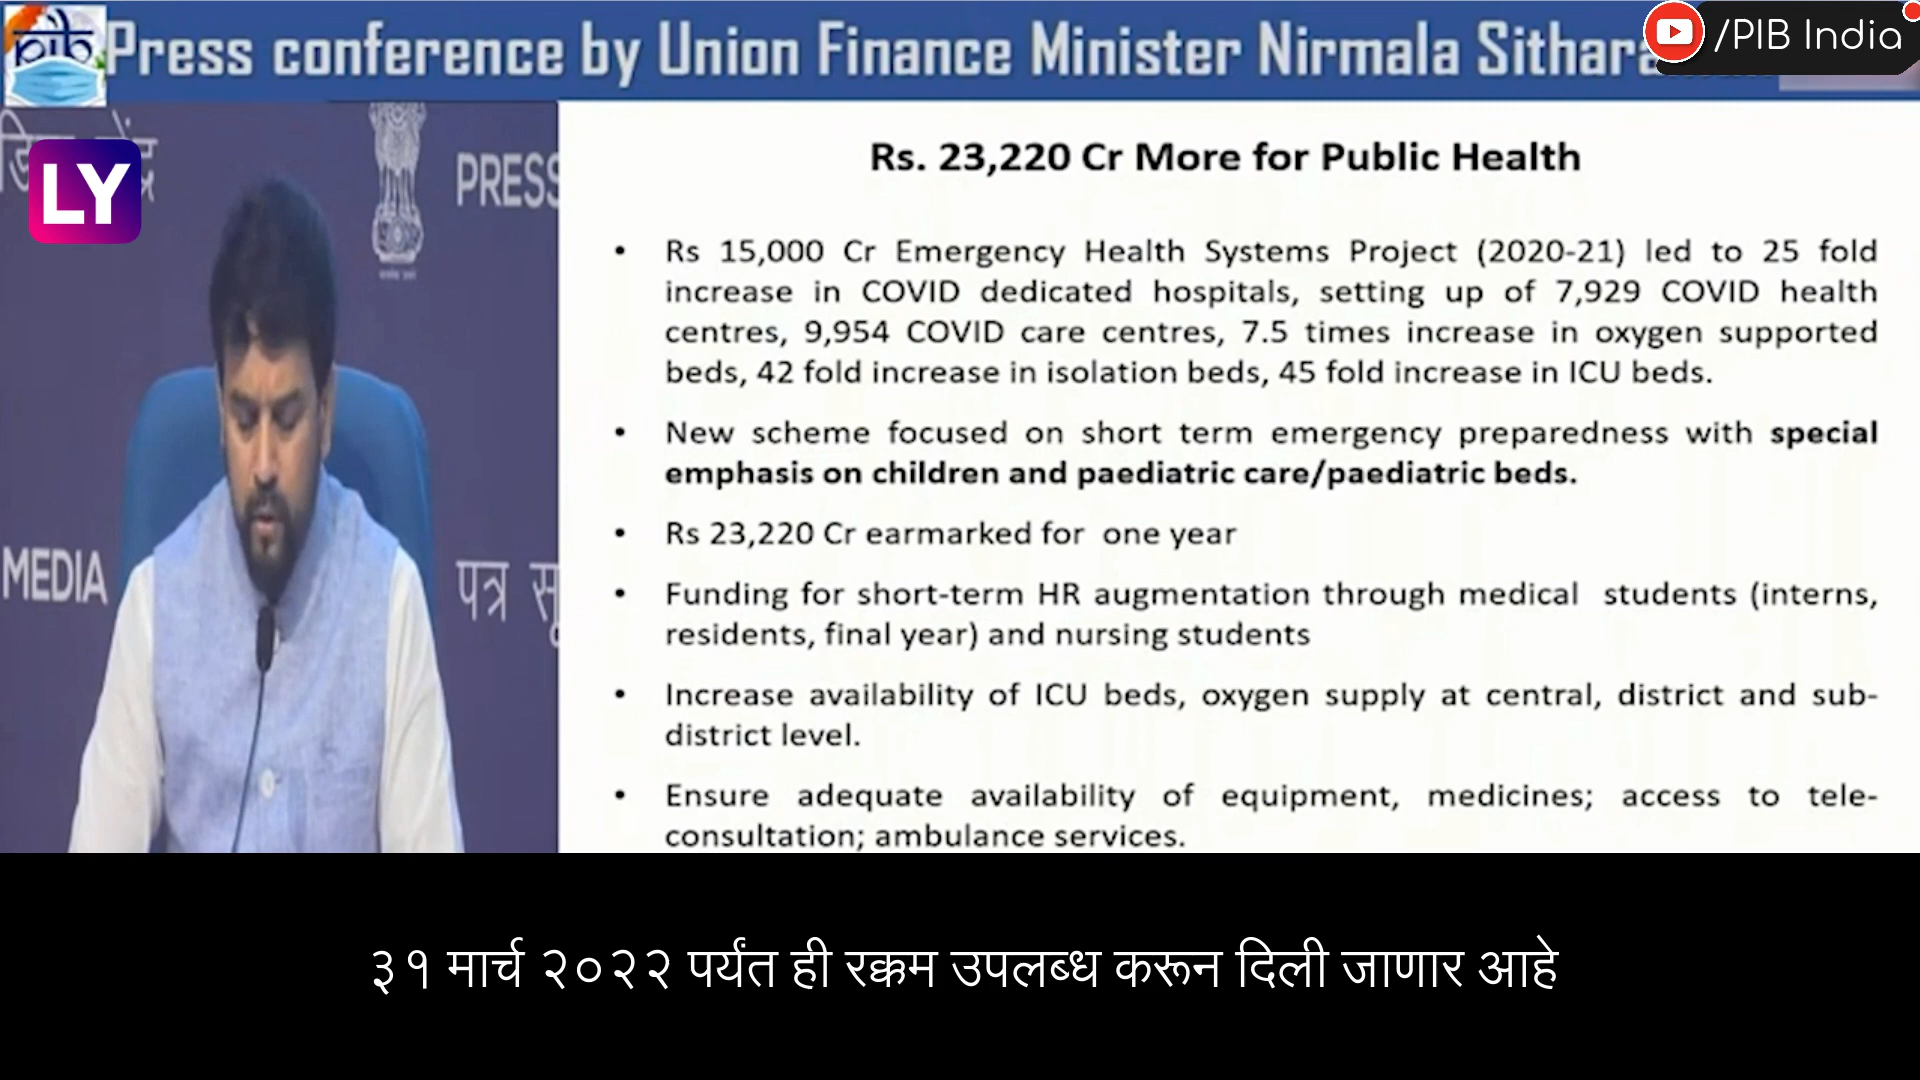 pib Press conference by Union Finance Minister Nirmala
/PIB India
LY
PRESS
MEDIA
पत्र
Rs. 23,220 Cr More for Public Health
• Rs 15,000 Cr Emergency Health Systems Project (2020-21) led to 25 fold
increase in COVID dedicated hospitals, setting up of 7,929 COVID health
centres, 9,954 COVID care centres, 7.5 times increase in oxygen supported
beds, 42 fold increase in isolation beds, 45 fold increase in ICU beds.
• New scheme focused on short term emergency preparedness with special
emphasis on children and paediatric care/paediatric beds.
• Rs 23,220 Cr earmarked for one year
• Funding for short-term HR augmentation through medical students (interns,
residents, final year) and nursing students
• Increase availability of ICU beds, oxygen supply at central, district and sub-
district level.
• Ensure adequate availability of equipment, medicines; access to tele-
consultation; ambulance services.
३१ मार्च २०२२ पर्यंत ही रक्कम उपलब्ध करून दिली जाणार आहे